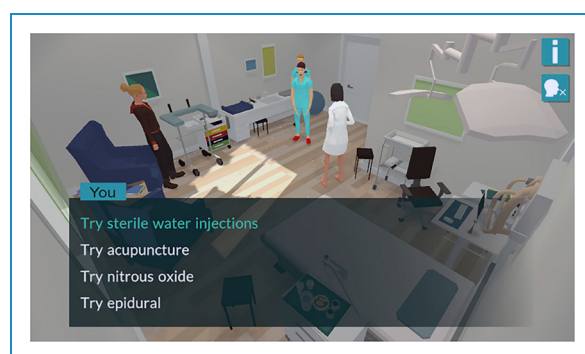 You
Try sterile water injections
Try acupuncture
Try nitrous oxide
Try epidural